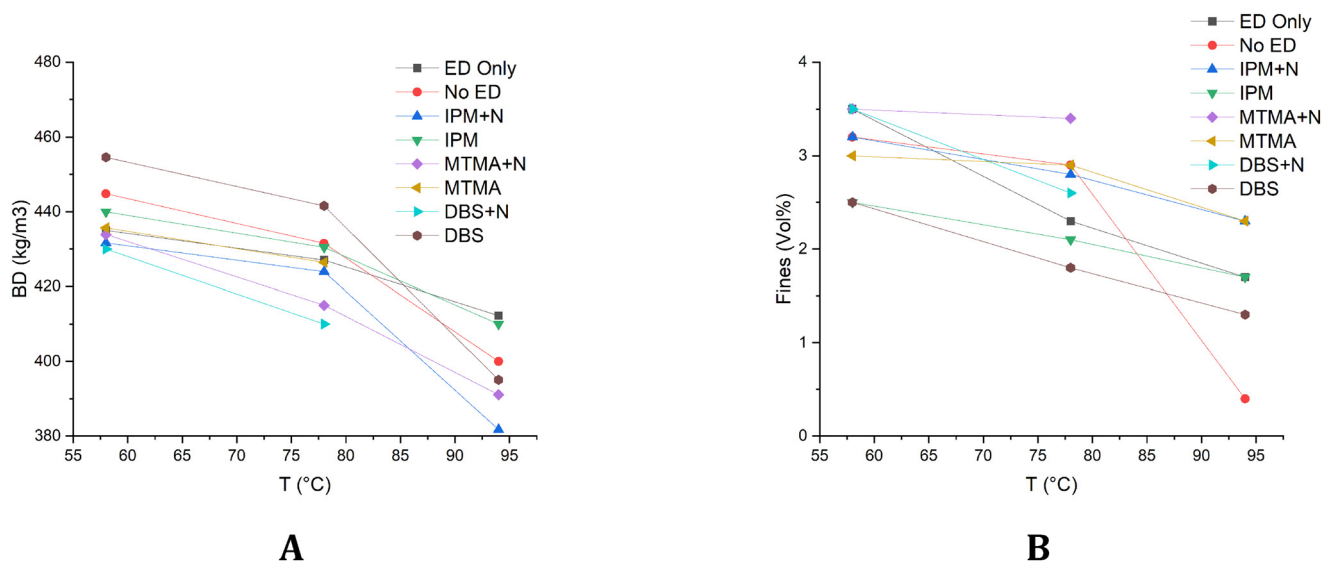 480
460
440
420
400
380
BD (kg/m3)
55 60 65 70 75 80 85 90 95
T (°C)
ED Only
No ED
IPM+N
IPM
MTMA+N
MTMA
DBS+N
DBS
A
4
3
2
1
0
Fines (Vol%)
55 60 65 70 75 80 85 90 95
T (°C)
ED Only
No ED
IPM+N
IPM
MTMA+N
MTMA
DBS+N
DBS
B